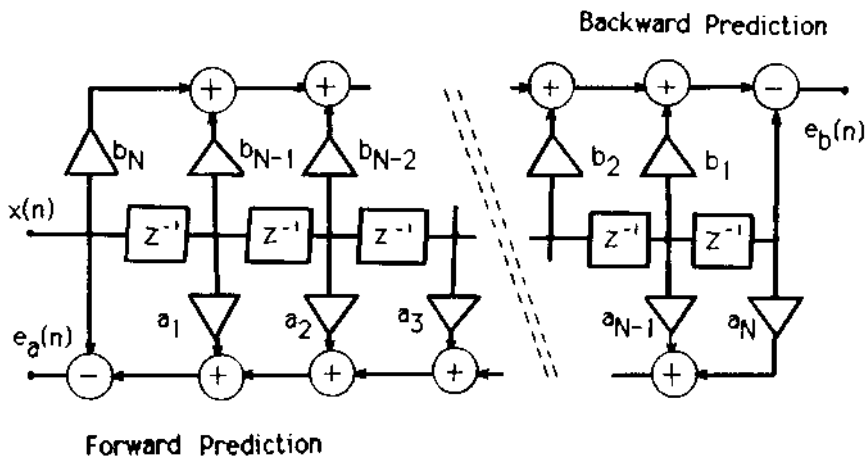 Backward Prediction
+ + + + −
e_b(n)
b_N b_{N-1} b_{N-2} b_2 b_1
x(n)
Z⁻¹ Z⁻¹ Z⁻¹ Z⁻¹ Z⁻¹
a_1 a_2 a_3 a_{N-1} a_N
e_a(n)
− + + + +
Forward Prediction